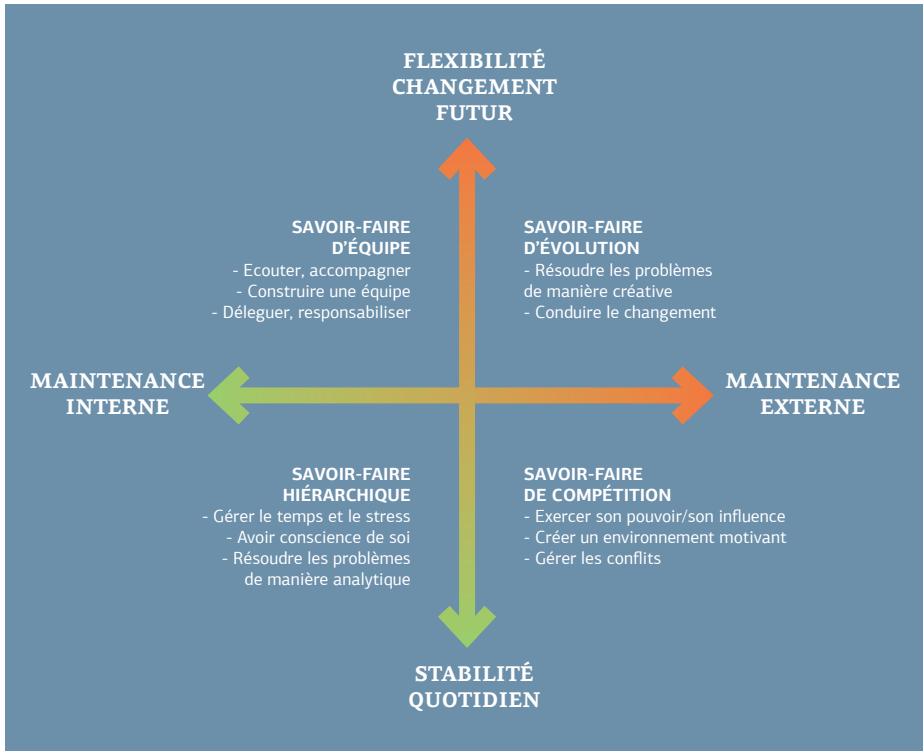 FLEXIBILITÉ
CHANGEMENT
FUTUR
SAVOIR-FAIRE
D’ÉQUIPE
- Ecouter, accompagner
- Construire une équipe
- Déleguer, responsabiliser
SAVOIR-FAIRE
D’ÉVOLUTION
- Résoudre les problèmes
de manière créative
- Conduire le changement
MAINTENANCE
INTERNE
MAINTENANCE
EXTERNE
SAVOIR-FAIRE
HIÉRARCHIQUE
- Gérer le temps et le stress
- Avoir conscience de soi
- Résoudre les problèmes
de manière analytique
SAVOIR-FAIRE
DE COMPÉTITION
- Exercer son pouvoir/son influence
- Créer un environnement motivant
- Gérer les conflits
STABILITÉ
QUOTIDIEN